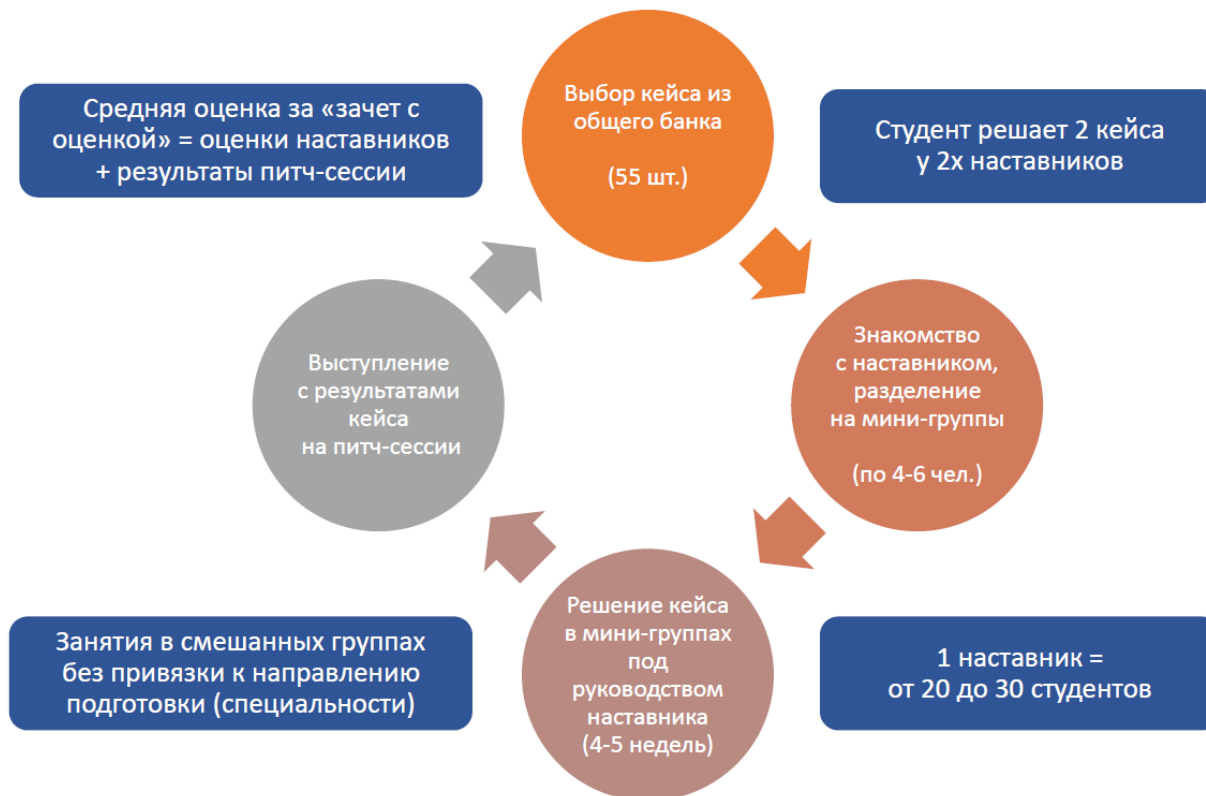 Средняя оценка за «зачет с
оценкой» = оценки наставников
+ результаты питч-сессии
Выбор кейса из
общего банка
(55 шт.)
Студент решает 2 кейса
у 2х наставников
Выступление
с результатами
кейса
на питч-сессии
Знакомство
с наставником,
разделение
на мини-группы
(по 4-6 чел.)
Занятия в смешанных группах
без привязки к направлению
подготовки (специальности)
Решение кейса
в мини-группах
под
руководством
наставника
(4-5 недель)
1 наставник =
от 20 до 30 студентов